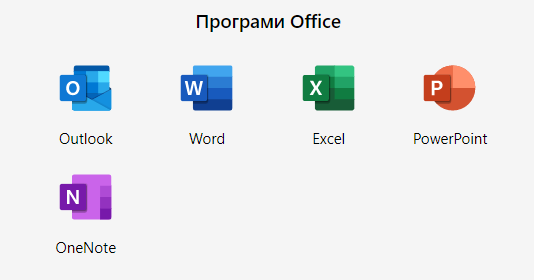 Програми Office
O
W
X
P
Outlook
Word
Excel
PowerPoint
N
OneNote